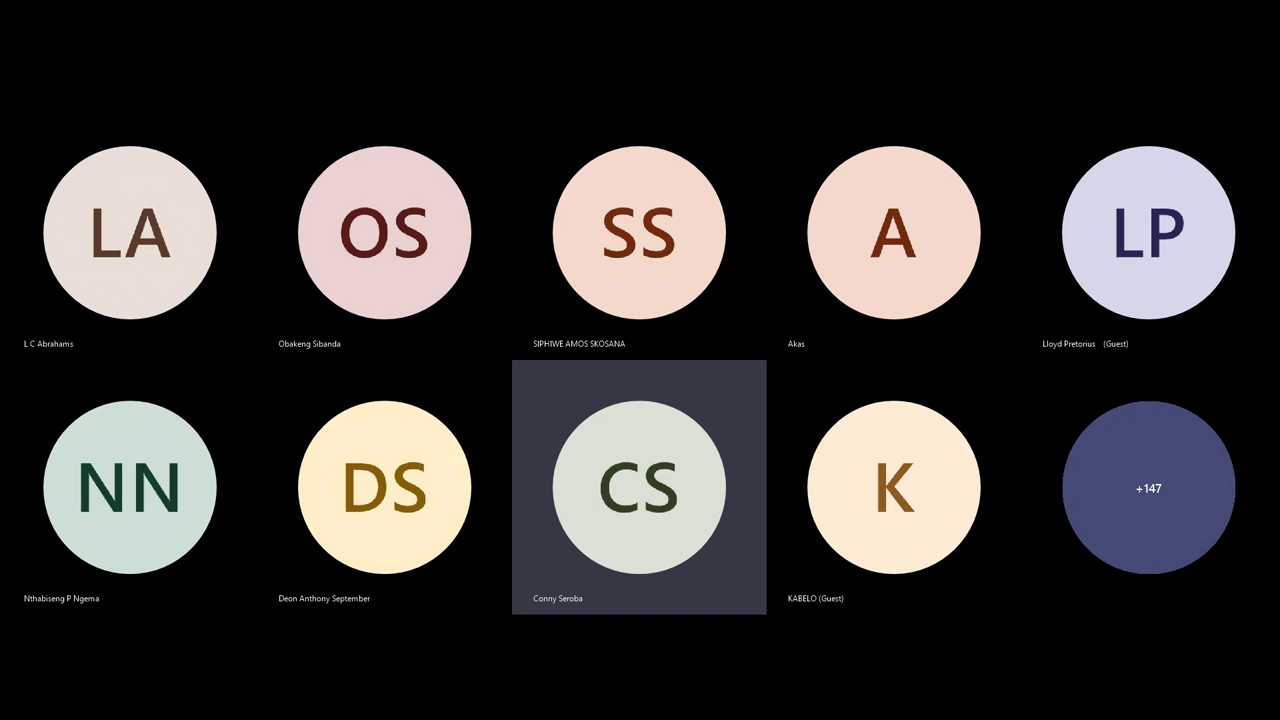 LA
OS
SS
A
LP
L C Abrahams
Obakeng Sibanda
SIPHIWE AMOS SKOSANA
Akas
Lloyd Pretorius (Guest)
NN
DS
CS
K
+147
Nthabiseng P Ngema
Deon Anthony September
Conny Seroba
KABELO (Guest)